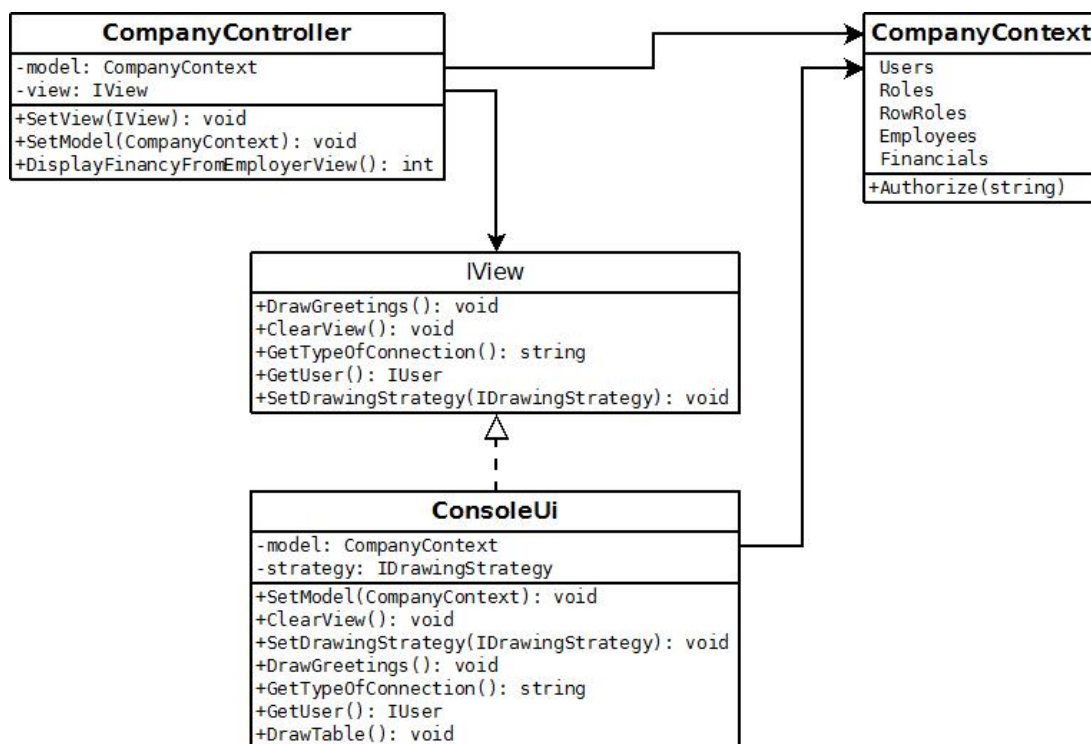 CompanyController
-model: CompanyContext
-view: IView
+SetView(IView): void
+SetModel(CompanyContext): void
+DisplayFinancyFromEmployerView(): int
CompanyContext
Users
Roles
RowRoles
Employees
Financials
+Authorize(string)
IView
+DrawGreetings(): void
+ClearView(): void
+GetTypeOfConnection(): string
+GetUser(): IUser
+SetDrawingStrategy(IDrawingStrategy): void
ConsoleUi
-model: CompanyContext
-strategy: IDrawingStrategy
+SetModel(CompanyContext): void
+ClearView(): void
+SetDrawingStrategy(IDrawingStrategy): void
+DrawGreetings(): void
+GetTypeOfConnection(): string
+GetUser(): IUser
+DrawTable(): void